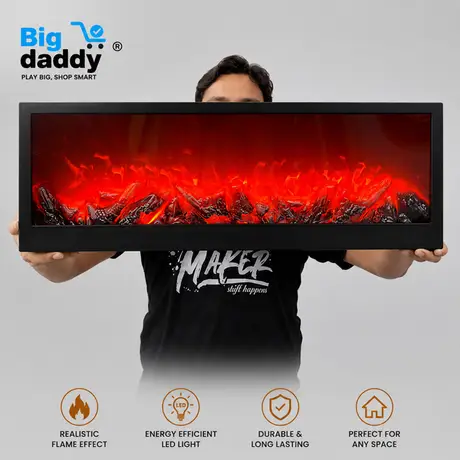 Big
daddy®
PLAY BIG, SHOP SMART
MAKER
shift happens
LED
REALISTIC
FLAME EFFECT
ENERGY EFFICIENT
LED LIGHT
DURABLE &
LONG LASTING
PERFECT FOR
ANY SPACE